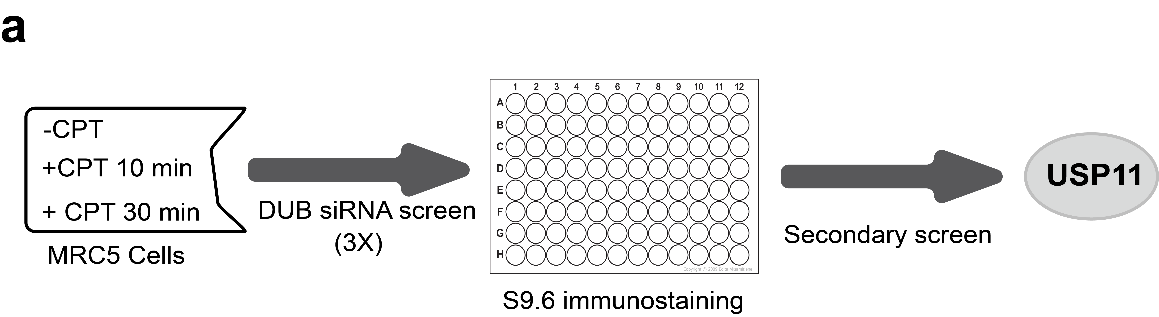 a
-CPT
+CPT 10 min
+ CPT 30 min
MRC5 Cells
DUB siRNA screen
(3X)
1 2 3 4 5 6 7 8 9 10 11 12
A
B
C
D
E
F
G
H
S9.6 immunostaining
Secondary screen
USP11